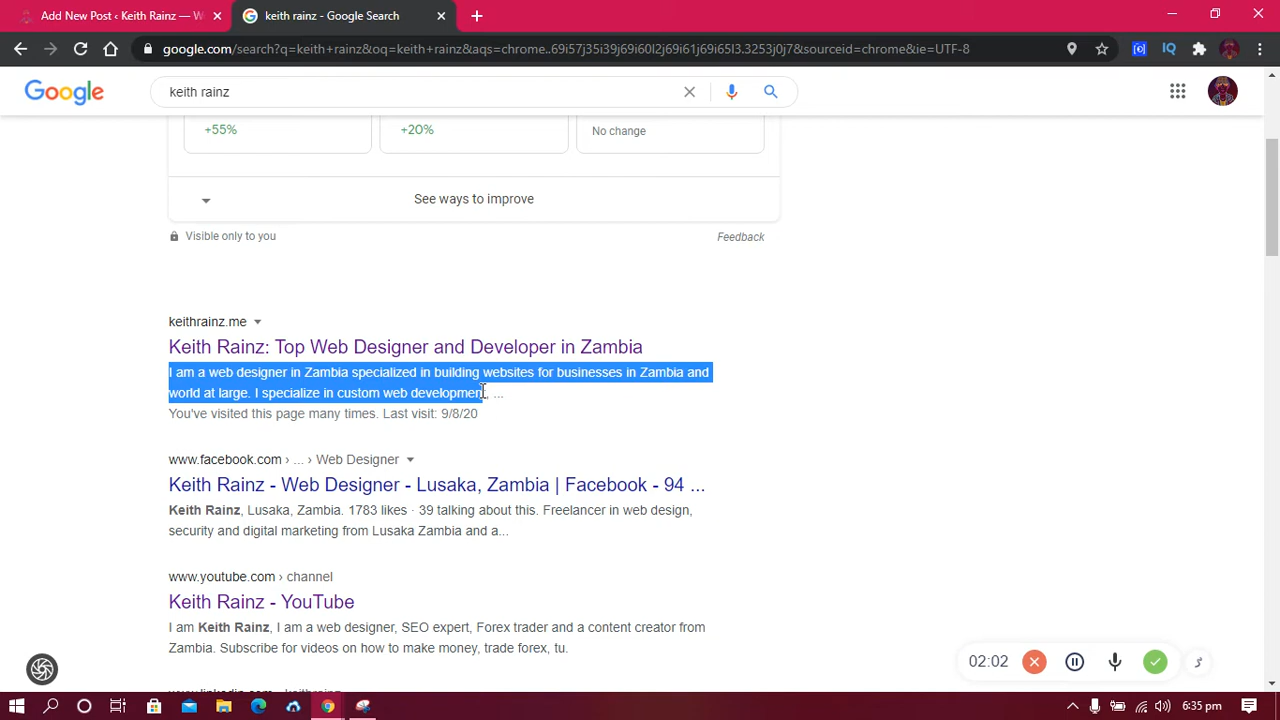 Add New Post ‹ Keith Rainz — W
keith rainz - Google Search
google.com/search?q=keith+rainz&oq=keith+rainz&aqs=chrome..69i57j35i39j69i60l2j69i61j69i65l3.3253j0j7&sourceid=chrome&ie=UTF-8
IQ
Google
keith rainz
+55%
+20%
No change
See ways to improve
Visible only to you
Feedback
keithrainz.me
Keith Rainz: Top Web Designer and Developer in Zambia
I am a web designer in Zambia specialized in building websites for businesses in Zambia and
world at large. I specialize in custom web development, ...
You've visited this page many times. Last visit: 9/8/20
www.facebook.com › ... › Web Designer
Keith Rainz - Web Designer - Lusaka, Zambia | Facebook - 94 ...
Keith Rainz, Lusaka, Zambia. 1783 likes · 39 talking about this. Freelancer in web design,
security and digital marketing from Lusaka Zambia and a...
www.youtube.com › channel
Keith Rainz - YouTube
I am Keith Rainz, I am a web designer, SEO expert, Forex trader and a content creator from
Zambia. Subscribe for videos on how to make money, trade forex, tu.
02:02
www.linkedin.com › keithrainz
6:35 pm